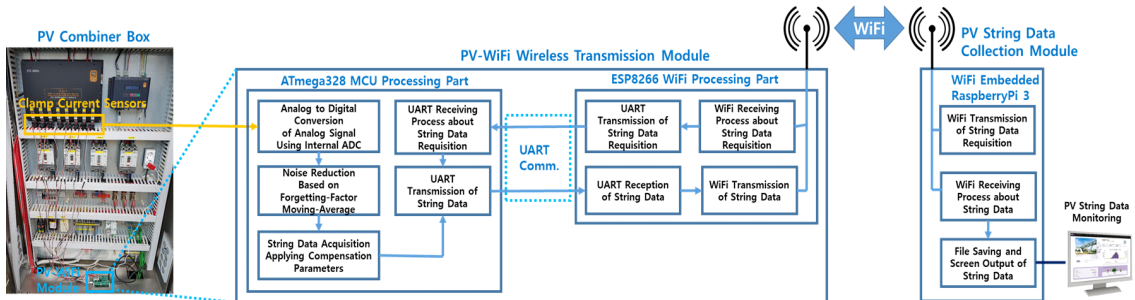 PV Combiner Box
Clamp Current Sensors
PV-WiFi
Module
PV-WiFi Wireless Transmission Module
ATmega328 MCU Processing Part
Analog to Digital
Conversion
of Analog Signal
Using Internal ADC
Noise Reduction
Based on
Forgetting-Factor
Moving-Average
String Data Acquisition
Applying Compensation
Parameters
UART Receiving
Process about
String Data
Requisition
UART
Transmission of
String Data
UART
Comm.
ESP8266 WiFi Processing Part
UART
Transmission of
String Data
Requisition
WiFi Receiving
Process about
String Data
Requisition
UART Reception
of String Data
WiFi Transmission
of String Data
WiFi
PV String Data
Collection Module
WiFi Embedded
RaspberryPi 3
WiFi Transmission
of String Data
Requisition
WiFi Receiving
Process about
String Data
File Saving and
Screen Output of
String Data
PV String Data
Monitoring